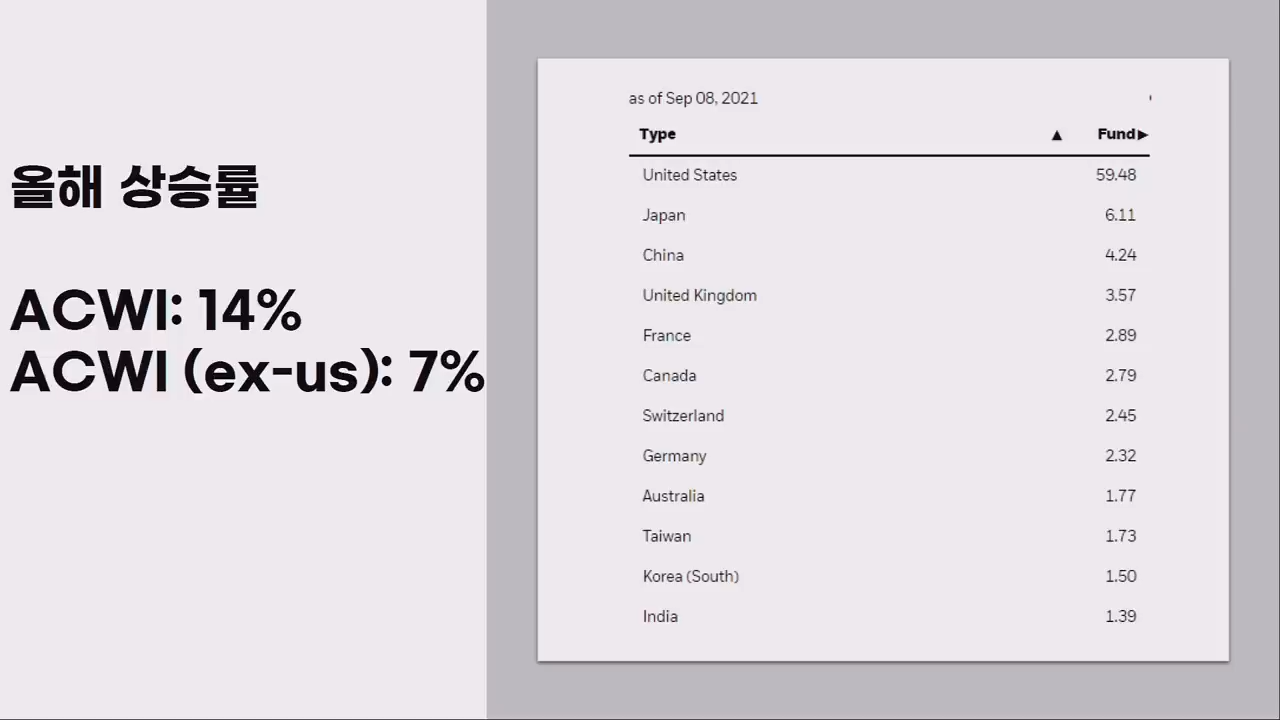 올해 상승률
ACWI: 14%
ACWI (ex-us): 7%
as of Sep 08, 2021
Type ▲ Fund▶
United States 59.48
Japan 6.11
China 4.24
United Kingdom 3.57
France 2.89
Canada 2.79
Switzerland 2.45
Germany 2.32
Australia 1.77
Taiwan 1.73
Korea (South) 1.50
India 1.39